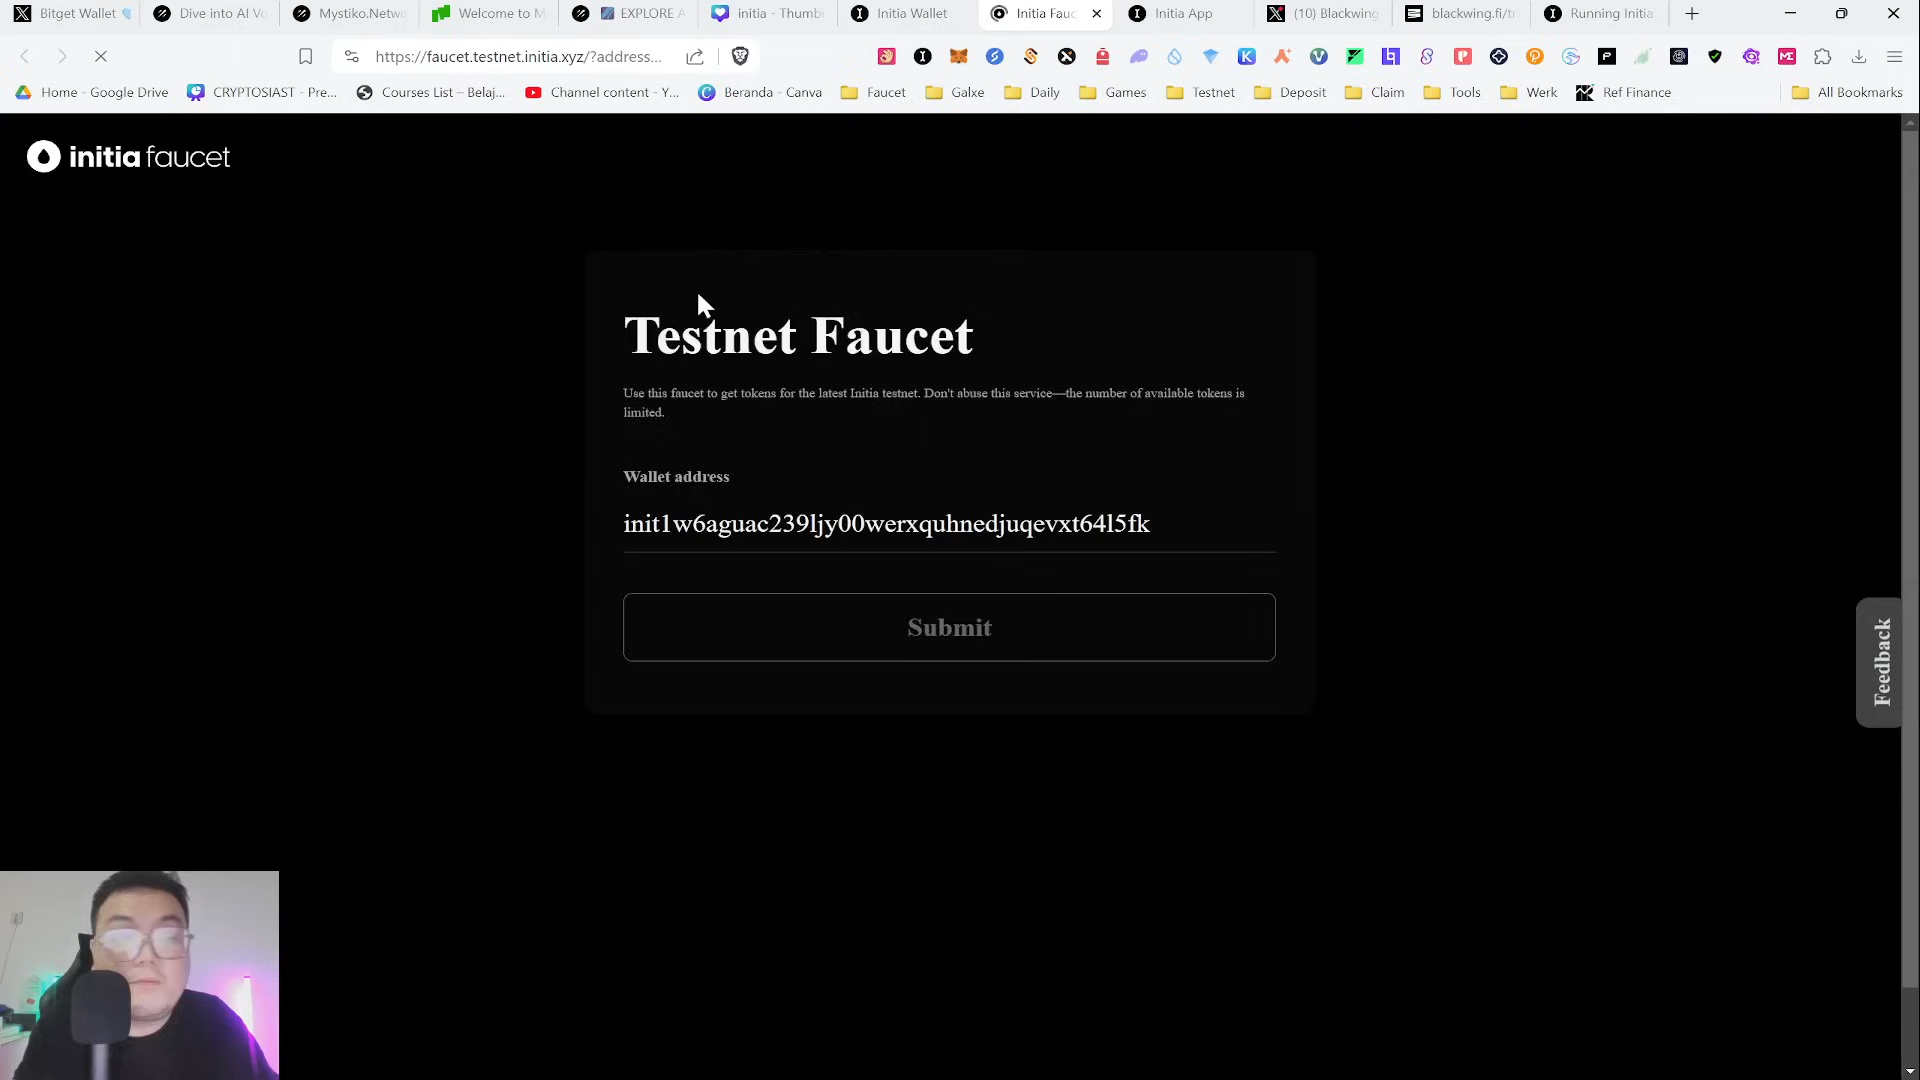 Bitget Wallet
Dive into AI Vo
Mystiko.Netwo
Welcome to M
EXPLORE A
initia - Thumb
Initia Wallet
Initia Fauc
Initia App
(10) Blackwing
blackwing.fi/tr
Running Initia
https://faucet.testnet.initia.xyz/?address...
Home - Google Drive
CRYPTOSIAST - Pre...
Courses List – Belaj...
Channel content - Y...
Beranda - Canva
Faucet
Galxe
Daily
Games
Testnet
Deposit
Claim
Tools
Werk
Ref Finance
All Bookmarks
initia faucet
Testnet Faucet
Use this faucet to get tokens for the latest Initia testnet. Don't abuse this service—the number of available tokens is
limited.
Wallet address
init1w6aguac239ljy00werxquhnedjuqevxt64l5fk
Submit
Feedback